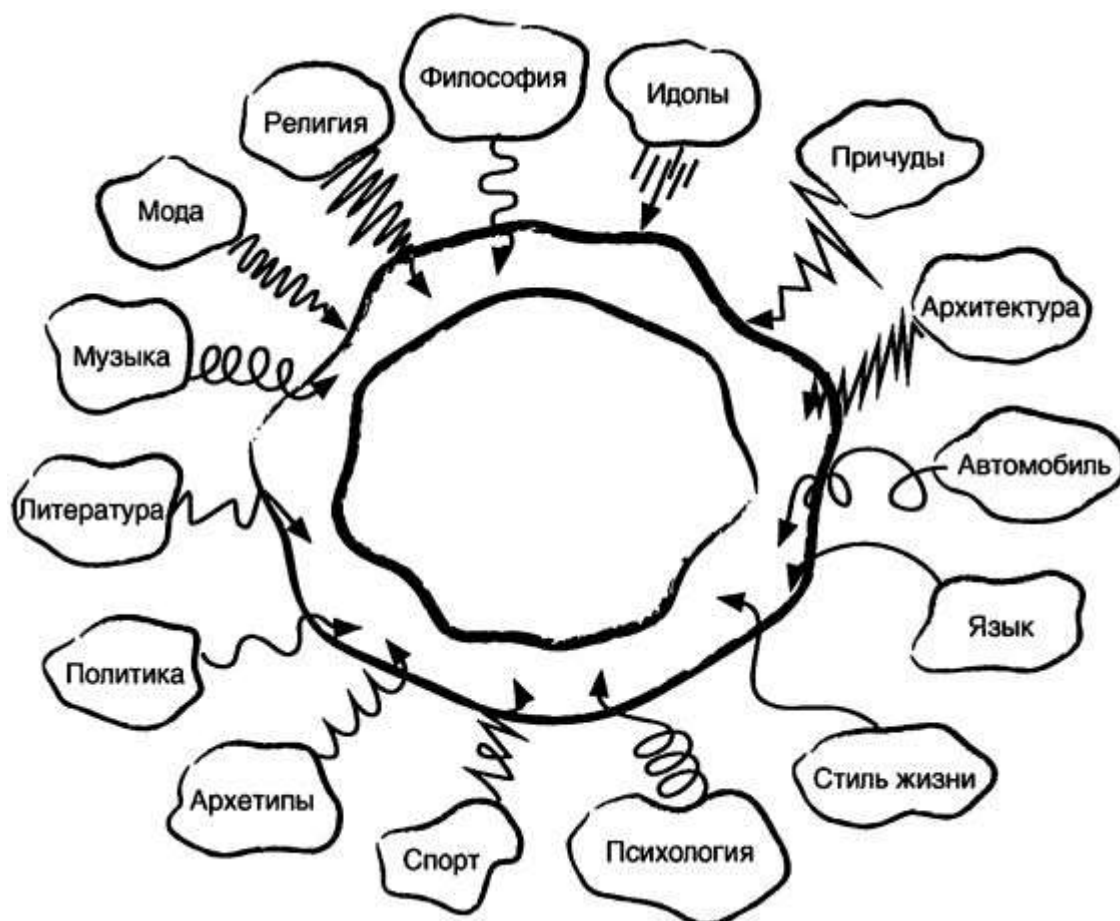 Философия
Идолы
Религия
Причуды
Мода
Архитектура
Музыка
Автомобиль
Литература
Язык
Политика
Стиль жизни
Архетипы
Спорт
Психология